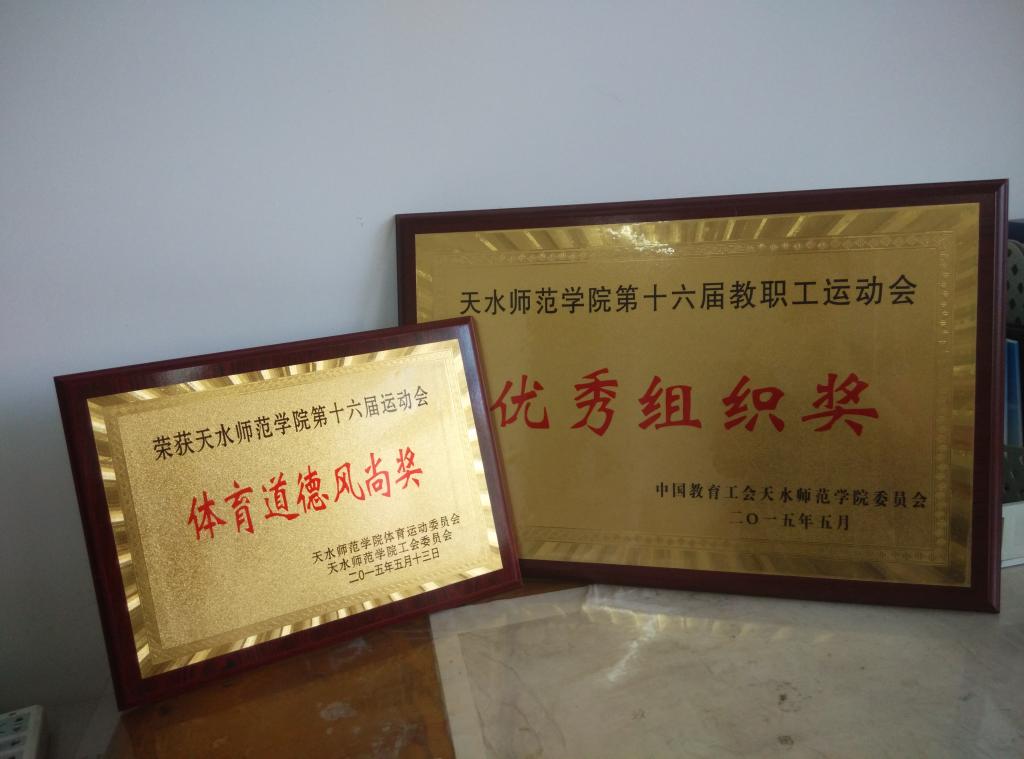 荣获天水师范学院第十六届运动会
体育道德风尚奖
天水师范学院体育运动委员会
天水师范学院工会委员会
二〇一五年五月十三日
天水师范学院第十六届教职工运动会
优秀组织奖
中国教育工会天水师范学院委员会
二〇一五年五月